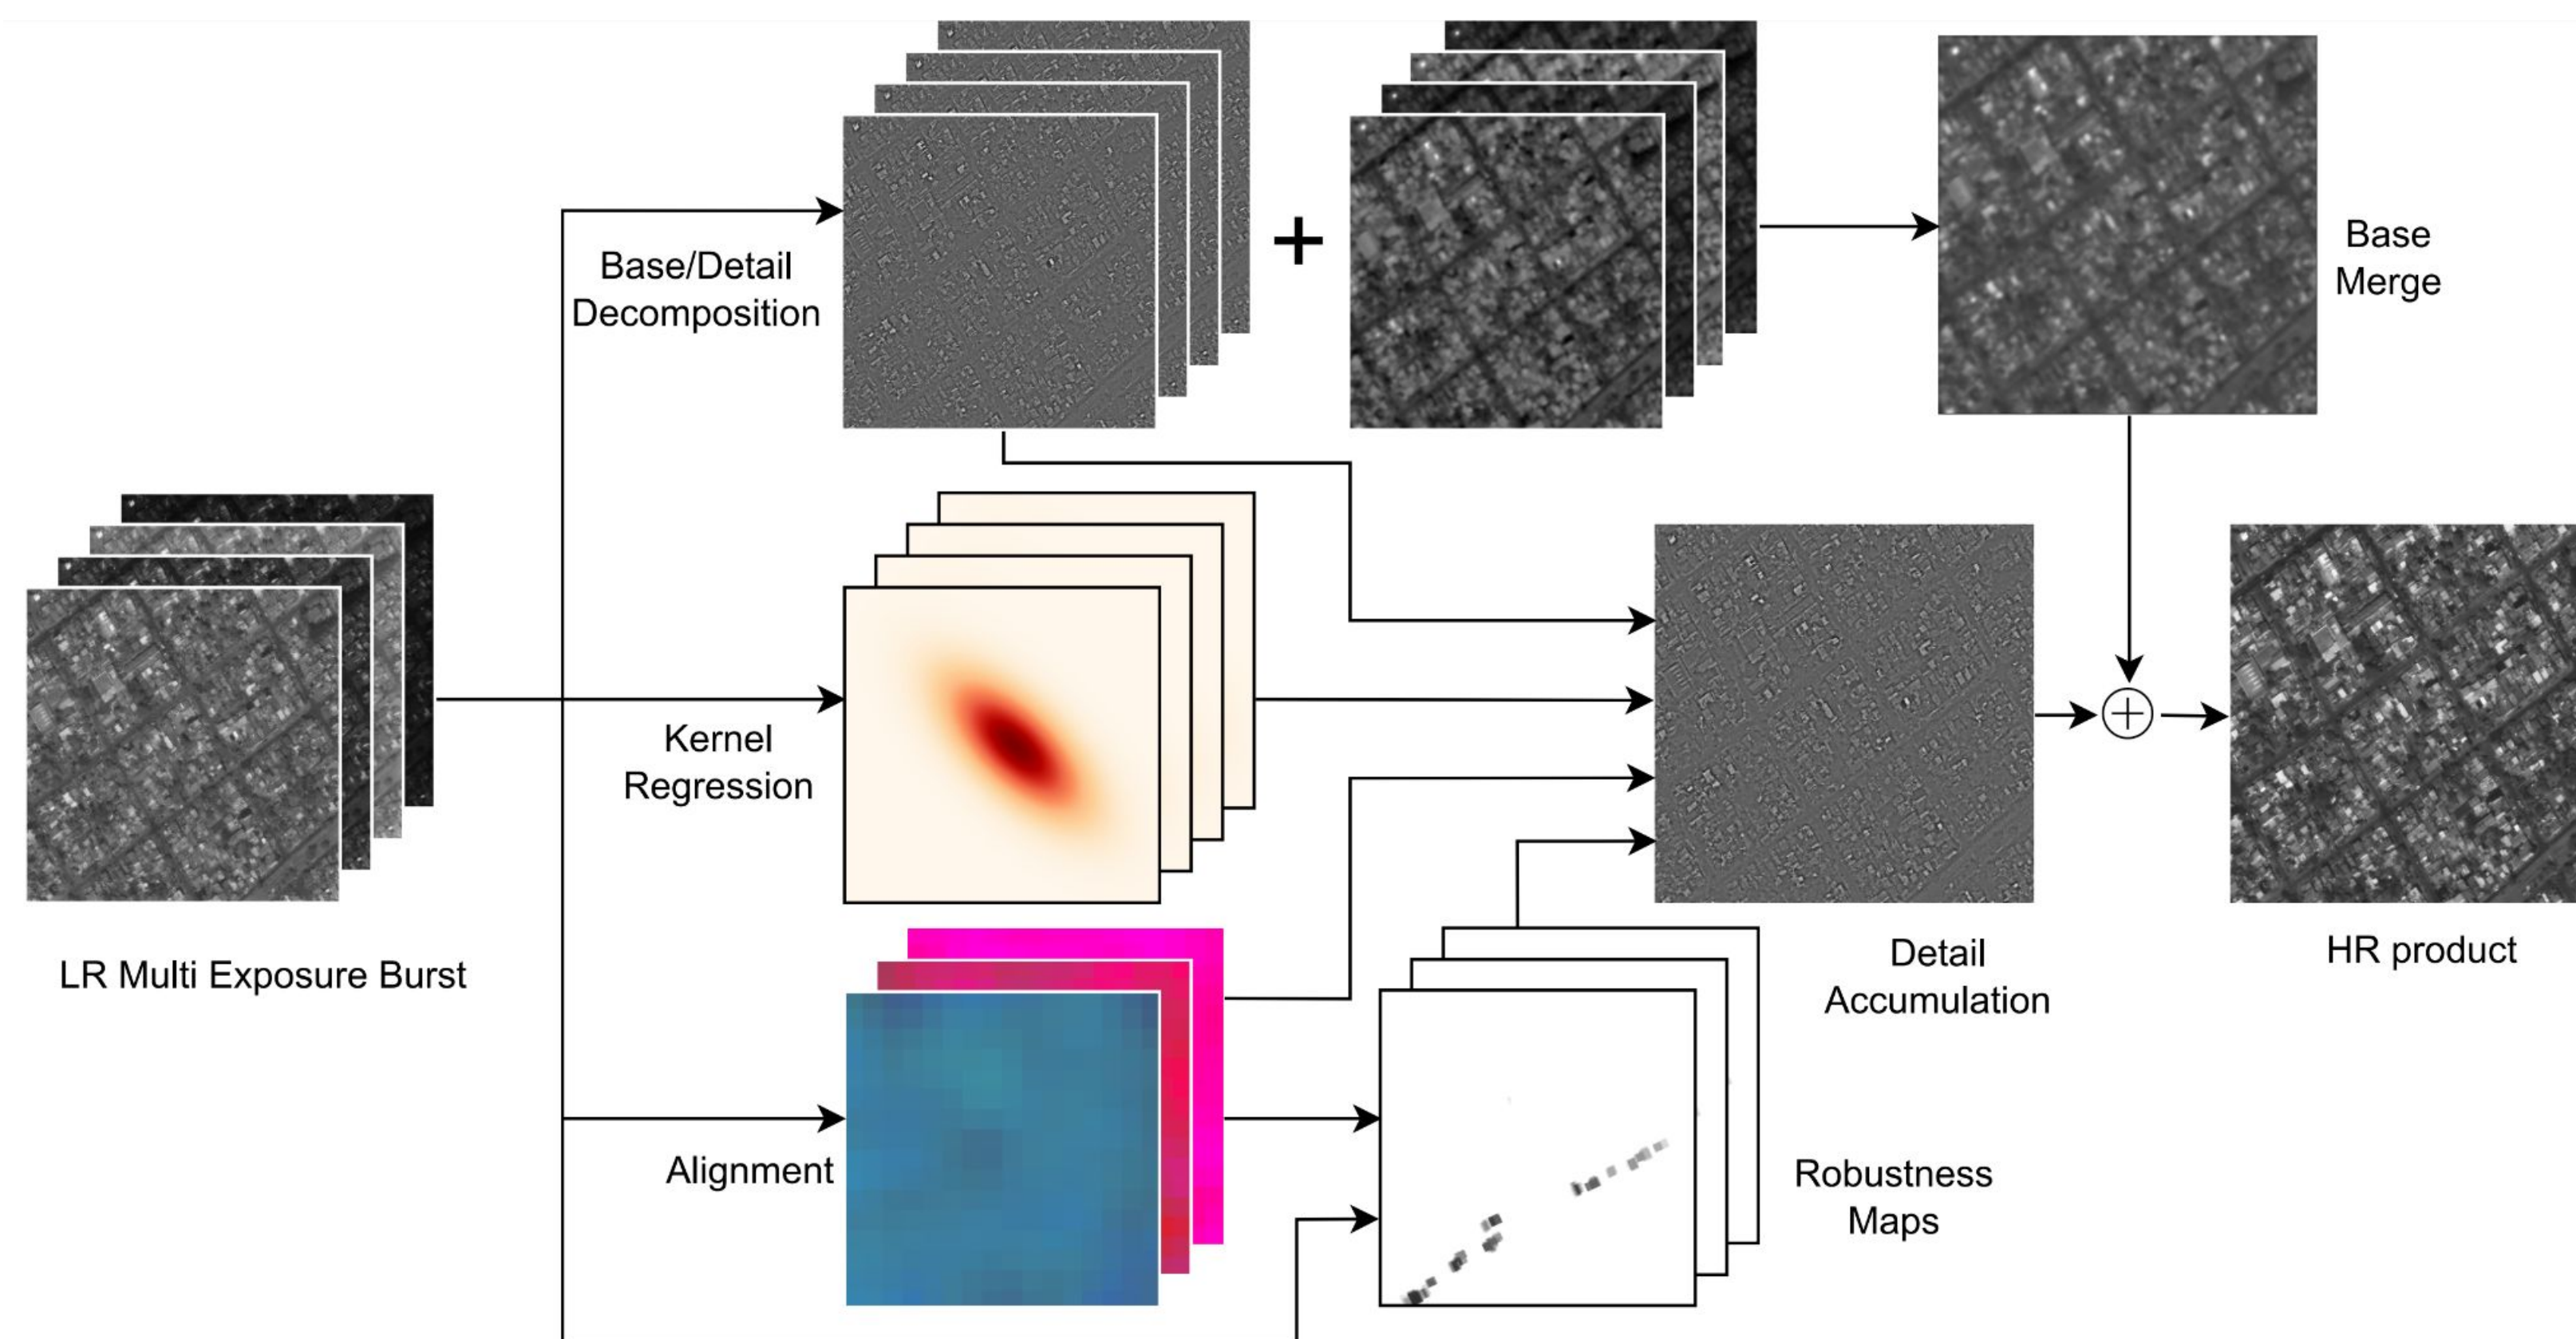 Base/Detail
Decomposition
+
Base
Merge
Kernel
Regression
LR Multi Exposure Burst
Detail
Accumulation
HR product
Alignment
Robustness
Maps